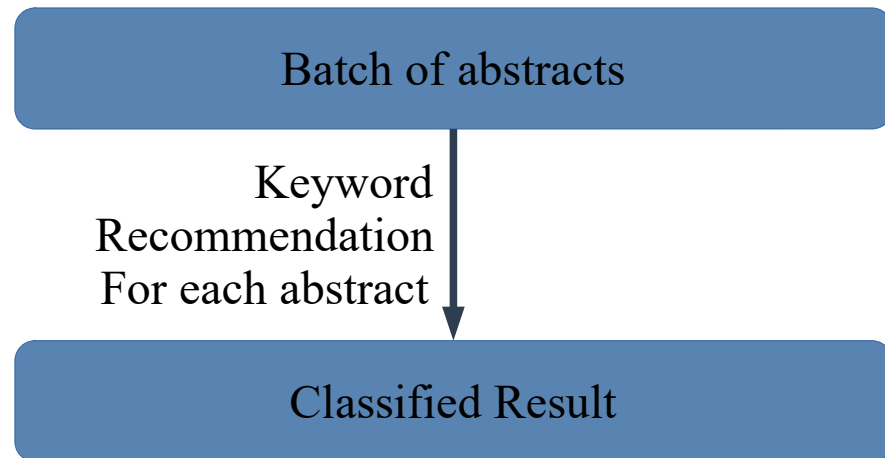 Batch of abstracts
Keyword
Recommendation
For each abstract
Classified Result